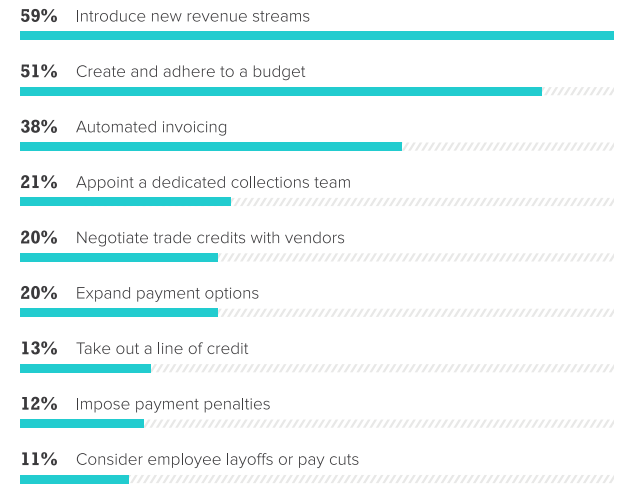 59% Introduce new revenue streams
51% Create and adhere to a budget
38% Automated invoicing
21% Appoint a dedicated collections team
20% Negotiate trade credits with vendors
20% Expand payment options
13% Take out a line of credit
12% Impose payment penalties
11% Consider employee layoffs or pay cuts